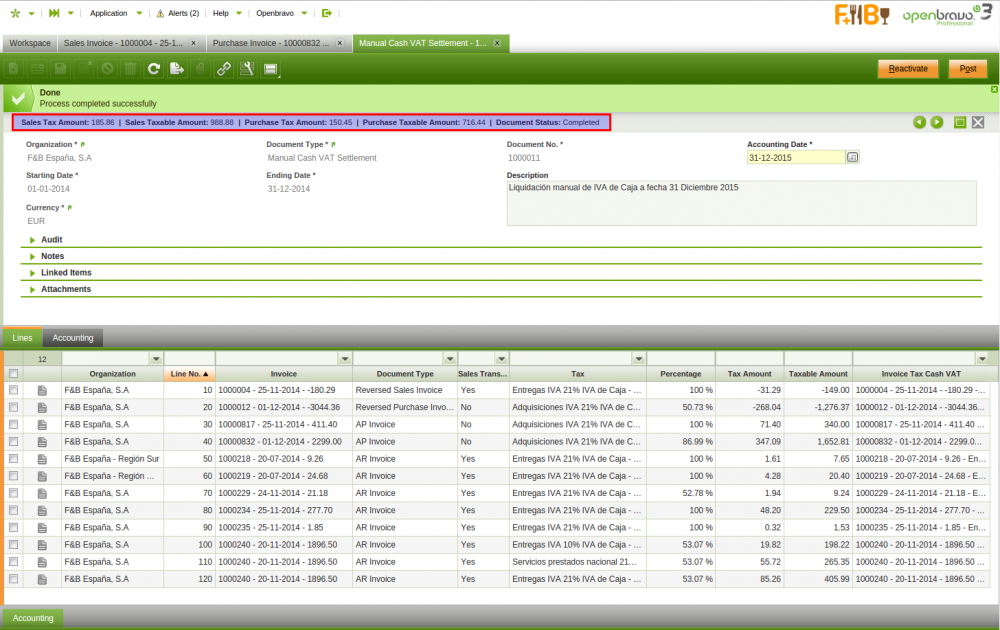 Application Alerts (2) Help Openbravo
F&B
openbravo 3
Professional
Workspace Sales Invoice - 1000004 - 25-1... x Purchase Invoice - 10000832 ... x Manual Cash VAT Settlement - 1... x
Reactivate Post
Done
Process completed successfully
Sales Tax Amount: 185.86 | Sales Taxable Amount: 988.88 | Purchase Tax Amount: 150.45 | Purchase Taxable Amount: 716.44 | Document Status: Completed
Organization * Document Type * Document No. * Accounting Date *
F&B España, S.A Manual Cash VAT Settlement 1000011 31-12-2015
Starting Date * Ending Date * Description
01-01-2014 31-12-2014 Liquidación manual de IVA de Caja a fecha 31 Diciembre 2015
Currency *
EUR
Audit
Notes
Linked Items
Attachments
Lines Accounting
12
Organization Line No. Invoice Document Type Sales Trans... Tax Percentage Tax Amount Taxable Amount Invoice Tax Cash VAT
F&B España, S.A 10 1000004 - 25-11-2014 - -180.29 Reversed Sales Invoice Yes Entregas IVA 21% IVA de Caja - ... 100 % -31.29 -149.00 1000004 - 25-11-2014 - -180.29 -...
F&B España, S.A 20 1000012 - 01-12-2014 - -3044.36 Reversed Purchase Invo... No Adquisiciones IVA 21% IVA de C... 50.73 % -268.04 -1,276.37 1000012 - 01-12-2014 - -3044.36...
F&B España, S.A 30 10000817 - 25-11-2014 - 411.40 AP Invoice No Adquisiciones IVA 21% IVA de C... 100 % 71.40 340.00 10000817 - 25-11-2014 - 411.40 ...
F&B España, S.A 40 10000832 - 01-12-2014 - 2299.00 AP Invoice No Adquisiciones IVA 21% IVA de C... 86.99 % 347.09 1,652.81 10000832 - 01-12-2014 - 2299.0...
F&B España - Región Sur 50 1000218 - 20-07-2014 - 9.26 AR Invoice Yes Entregas IVA 21% IVA de Caja - ... 100 % 1.61 7.65 1000218 - 20-07-2014 - 9.26 - En...
F&B España - Región ... 60 1000219 - 20-07-2014 - 24.68 AR Invoice Yes Entregas IVA 21% IVA de Caja - ... 100 % 4.28 20.40 1000219 - 20-07-2014 - 24.68 - E...
F&B España, S.A 70 1000229 - 24-11-2014 - 21.18 AR Invoice Yes Entregas IVA 21% IVA de Caja - ... 52.78 % 1.94 9.24 1000229 - 24-11-2014 - 21.18 - E...
F&B España, S.A 80 1000234 - 25-11-2014 - 277.70 AR Invoice Yes Entregas IVA 21% IVA de Caja - ... 100 % 48.20 229.50 1000234 - 25-11-2014 - 277.70 - ...
F&B España, S.A 90 1000235 - 25-11-2014 - 1.85 AR Invoice Yes Entregas IVA 21% IVA de Caja - ... 100 % 0.32 1.53 1000235 - 25-11-2014 - 1.85 - En...
F&B España, S.A 100 1000240 - 20-11-2014 - 1896.50 AR Invoice Yes Entregas IVA 10% IVA de Caja - ... 53.07 % 19.82 198.22 1000240 - 20-11-2014 - 1896.50 ...
F&B España, S.A 110 1000240 - 20-11-2014 - 1896.50 AR Invoice Yes Servicios prestados nacional 21... 53.07 % 55.72 265.35 1000240 - 20-11-2014 - 1896.50 ...
F&B España, S.A 120 1000240 - 20-11-2014 - 1896.50 AR Invoice Yes Entregas IVA 21% IVA de Caja - ... 53.07 % 85.26 405.99 1000240 - 20-11-2014 - 1896.50 ...
Accounting